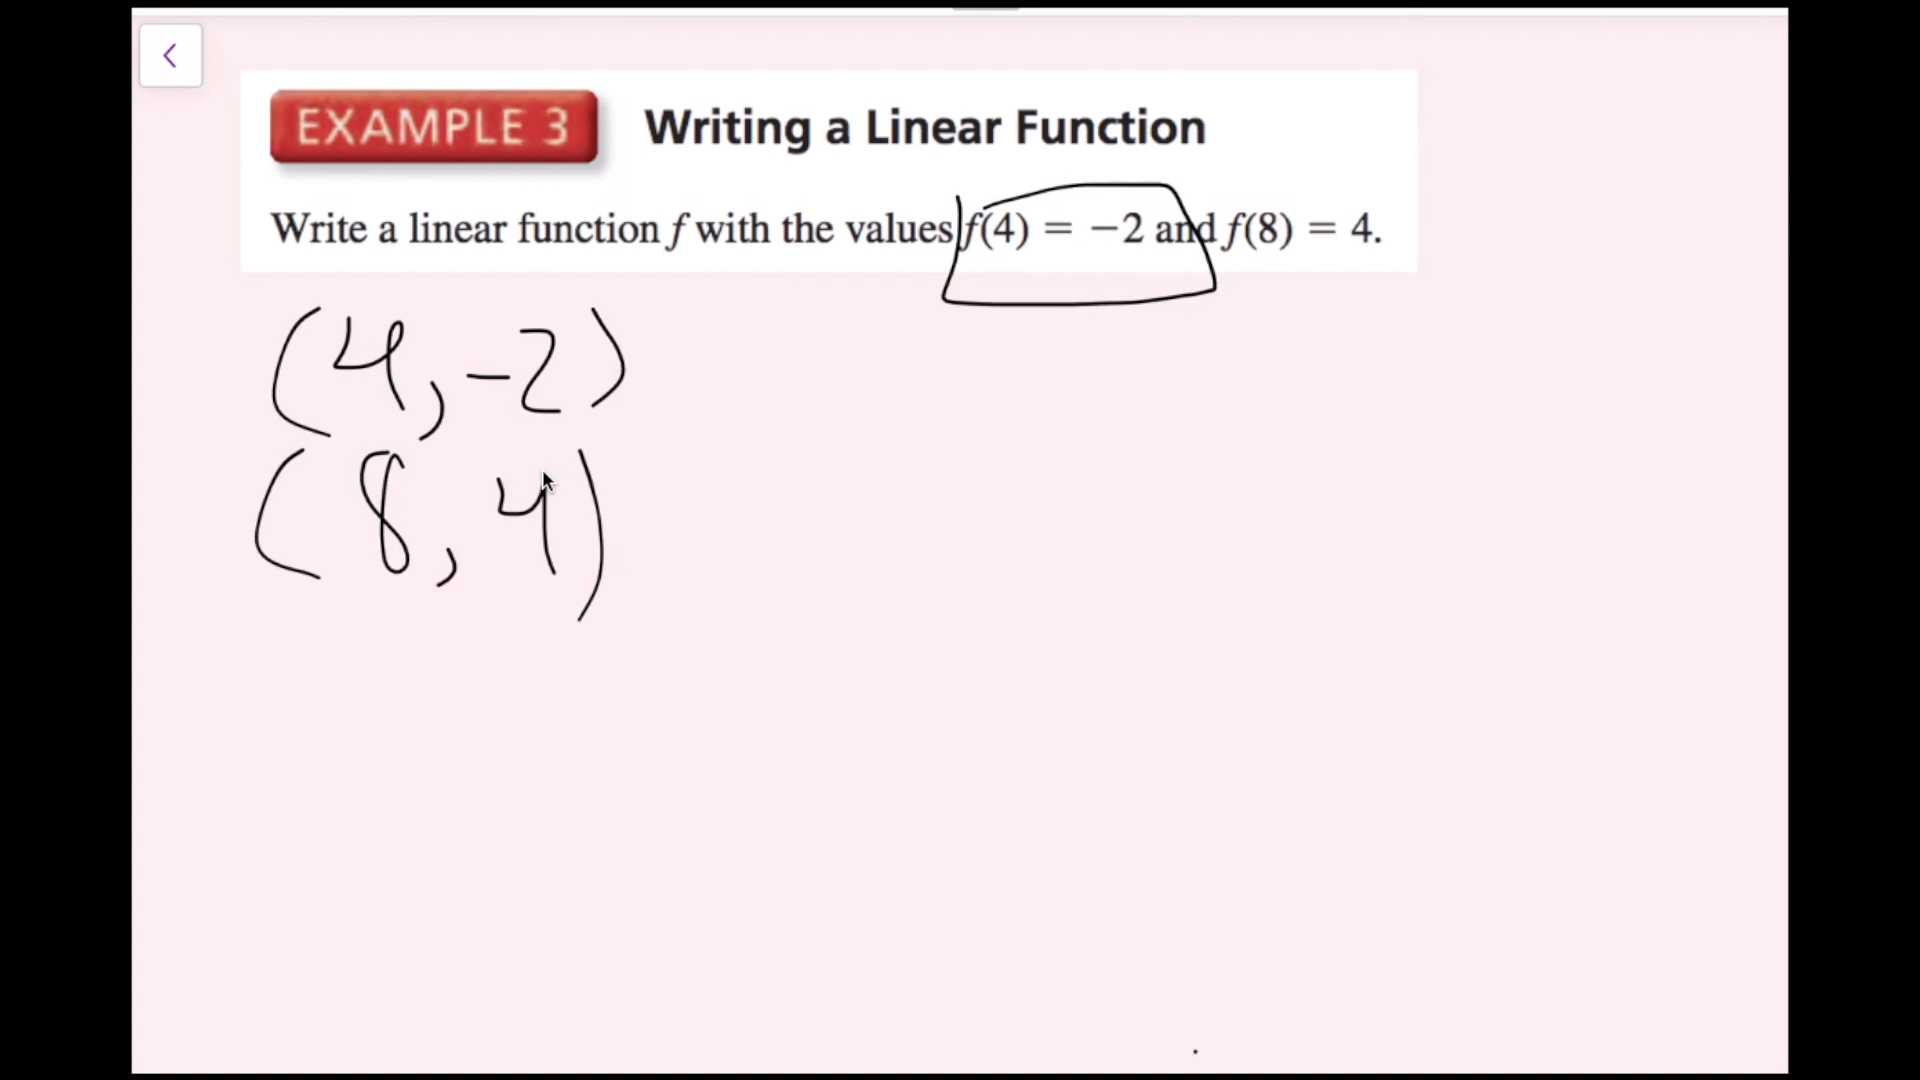 EXAMPLE 3 Writing a Linear Function
Write a linear function f with the values f(4) = −2 and f(8) = 4.
(4, -2)
(8, 4)